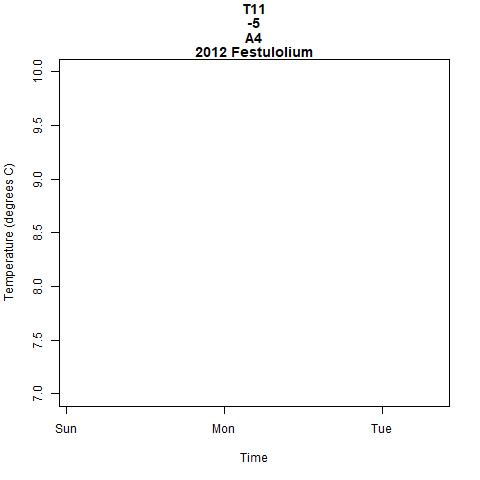 T11
-5
A4
2012 Festulolium
Temperature (degrees C)
10.0
9.5
9.0
8.5
8.0
7.5
7.0
Sun Mon Tue
Time